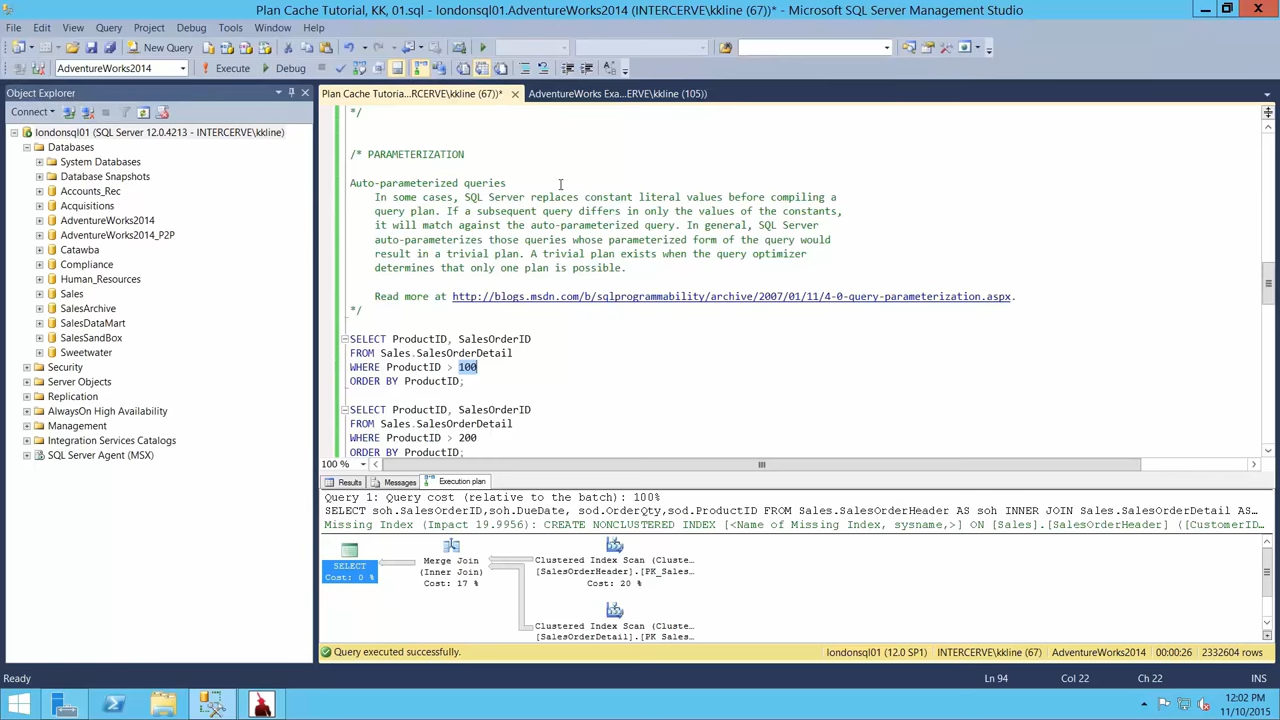 Plan Cache Tutorial, KK, 01.sql - londonsql01.AdventureWorks2014 (INTERCERVE\kkline (67))* - Microsoft SQL Server Management Studio
File Edit View Query Project Debug Tools Window Help
New Query
AdventureWorks2014 Execute Debug
Object Explorer
Connect
londonsql01 (SQL Server 12.0.4213 - INTERCERVE\kkline)
Databases
System Databases
Database Snapshots
Accounts_Rec
Acquisitions
AdventureWorks2014
AdventureWorks2014_P2P
Catawba
Compliance
Human_Resources
Sales
SalesArchive
SalesDataMart
SalesSandBox
Sweetwater
Security
Server Objects
Replication
AlwaysOn High Availability
Management
Integration Services Catalogs
SQL Server Agent (MSX)
Plan Cache Tutoria...RCERVE\kkline (67))* AdventureWorks Exa...ERVE\kkline (105))
*/
/* PARAMETERIZATION
Auto-parameterized queries
In some cases, SQL Server replaces constant literal values before compiling a
query plan. If a subsequent query differs in only the values of the constants,
it will match against the auto-parameterized query. In general, SQL Server
auto-parameterizes those queries whose parameterized form of the query would
result in a trivial plan. A trivial plan exists when the query optimizer
determines that only one plan is possible.
Read more at http://blogs.msdn.com/b/sqlprogrammability/archive/2007/01/11/4-0-query-parameterization.aspx.
*/
SELECT ProductID, SalesOrderID
FROM Sales.SalesOrderDetail
WHERE ProductID > 100
ORDER BY ProductID;
SELECT ProductID, SalesOrderID
FROM Sales.SalesOrderDetail
WHERE ProductID > 200
ORDER BY ProductID;
100 %
Results Messages Execution plan
Query 1: Query cost (relative to the batch): 100%
SELECT soh.SalesOrderID,soh.DueDate, sod.OrderQty,sod.ProductID FROM Sales.SalesOrderHeader AS soh INNER JOIN Sales.SalesOrderDetail AS…
Missing Index (Impact 19.9956): CREATE NONCLUSTERED INDEX [<Name of Missing Index, sysname,>] ON [Sales].[SalesOrderHeader] ([CustomerID…
SELECT
Cost: 0 %
Merge Join
(Inner Join)
Cost: 17 %
Clustered Index Scan (Cluste…
[SalesOrderHeader].[PK_Sales…
Cost: 20 %
Clustered Index Scan (Cluste…
[SalesOrderDetail].[PK_Sales…
Query executed successfully. londonsql01 (12.0 SP1) INTERCERVE\kkline (67) AdventureWorks2014 00:00:26 2332604 rows
Ready Ln 94 Col 22 Ch 22 INS
12:02 PM
11/10/2015